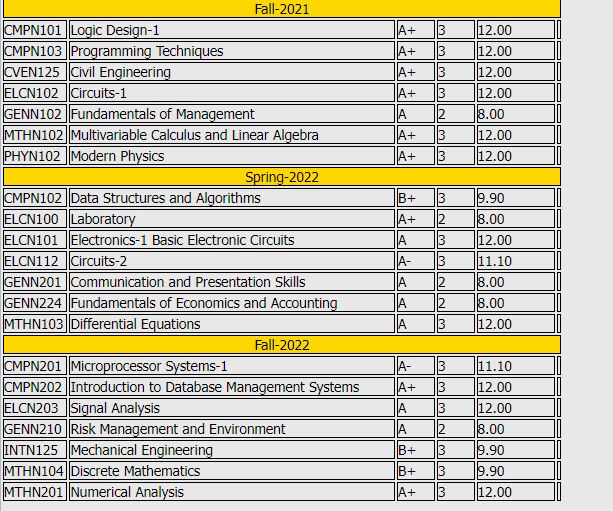 Fall-2021
CMPN101 Logic Design-1 A+ 3 12.00
CMPN103 Programming Techniques A+ 3 12.00
CVEN125 Civil Engineering A+ 3 12.00
ELCN102 Circuits-1 A+ 3 12.00
GENN102 Fundamentals of Management A 2 8.00
MTHN102 Multivariable Calculus and Linear Algebra A+ 3 12.00
PHYN102 Modern Physics A+ 3 12.00
Spring-2022
CMPN102 Data Structures and Algorithms B+ 3 9.90
ELCN100 Laboratory A+ 2 8.00
ELCN101 Electronics-1 Basic Electronic Circuits A 3 12.00
ELCN112 Circuits-2 A- 3 11.10
GENN201 Communication and Presentation Skills A 2 8.00
GENN224 Fundamentals of Economics and Accounting A 2 8.00
MTHN103 Differential Equations A 3 12.00
Fall-2022
CMPN201 Microprocessor Systems-1 A- 3 11.10
CMPN202 Introduction to Database Management Systems A+ 3 12.00
ELCN203 Signal Analysis A 3 12.00
GENN210 Risk Management and Environment A 2 8.00
INTN125 Mechanical Engineering B+ 3 9.90
MTHN104 Discrete Mathematics B+ 3 9.90
MTHN201 Numerical Analysis A+ 3 12.00